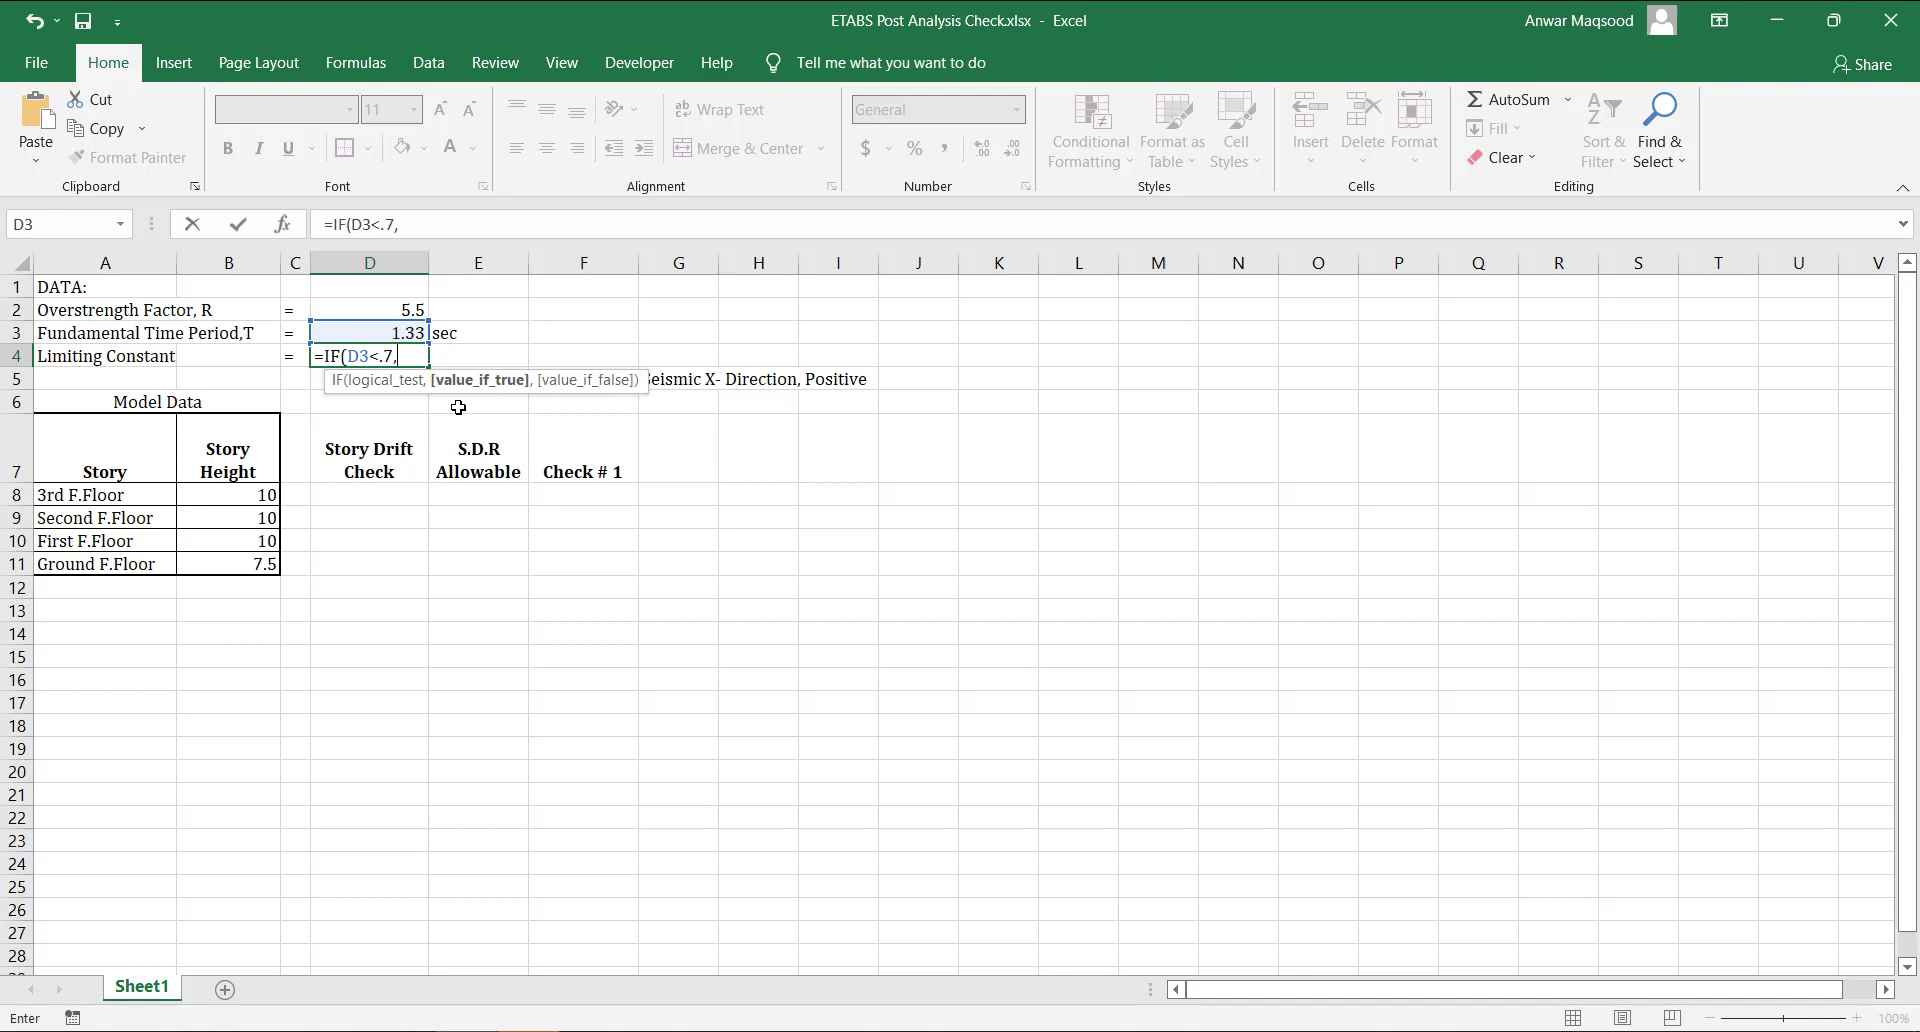 ETABS Post Analysis Check.xlsx - Excel
Anwar Maqsood
File Home Insert Page Layout Formulas Data Review View Developer Help Tell me what you want to do
Share
Paste
Cut
Copy
Format Painter
Clipboard
11
B I U
Font
Wrap Text
Merge & Center
Alignment
General
$ % ,
Number
Conditional Formatting
Format as Table
Cell Styles
Styles
Insert Delete Format
Cells
AutoSum
Fill
Clear
Sort & Filter
Find & Select
Editing
D3
fx
=IF(D3<.7,
A B C D E F G H I J K L M N O P Q R S T U V
1 DATA:
2 Overstrength Factor, R = 5.5
3 Fundamental Time Period,T = 1.33 sec
4 Limiting Constant = =IF(D3<.7,
IF(logical_test, [value_if_true], [value_if_false])
5 Seismic X- Direction, Positive
6 Model Data
7 Story Story Height Story Drift Check S.D.R Allowable Check # 1
8 3rd F.Floor 10
9 Second F.Floor 10
10 First F.Floor 10
11 Ground F.Floor 7.5
12
13
14
15
16
17
18
19
20
21
22
23
24
25
26
27
28
Sheet1
Enter
100%